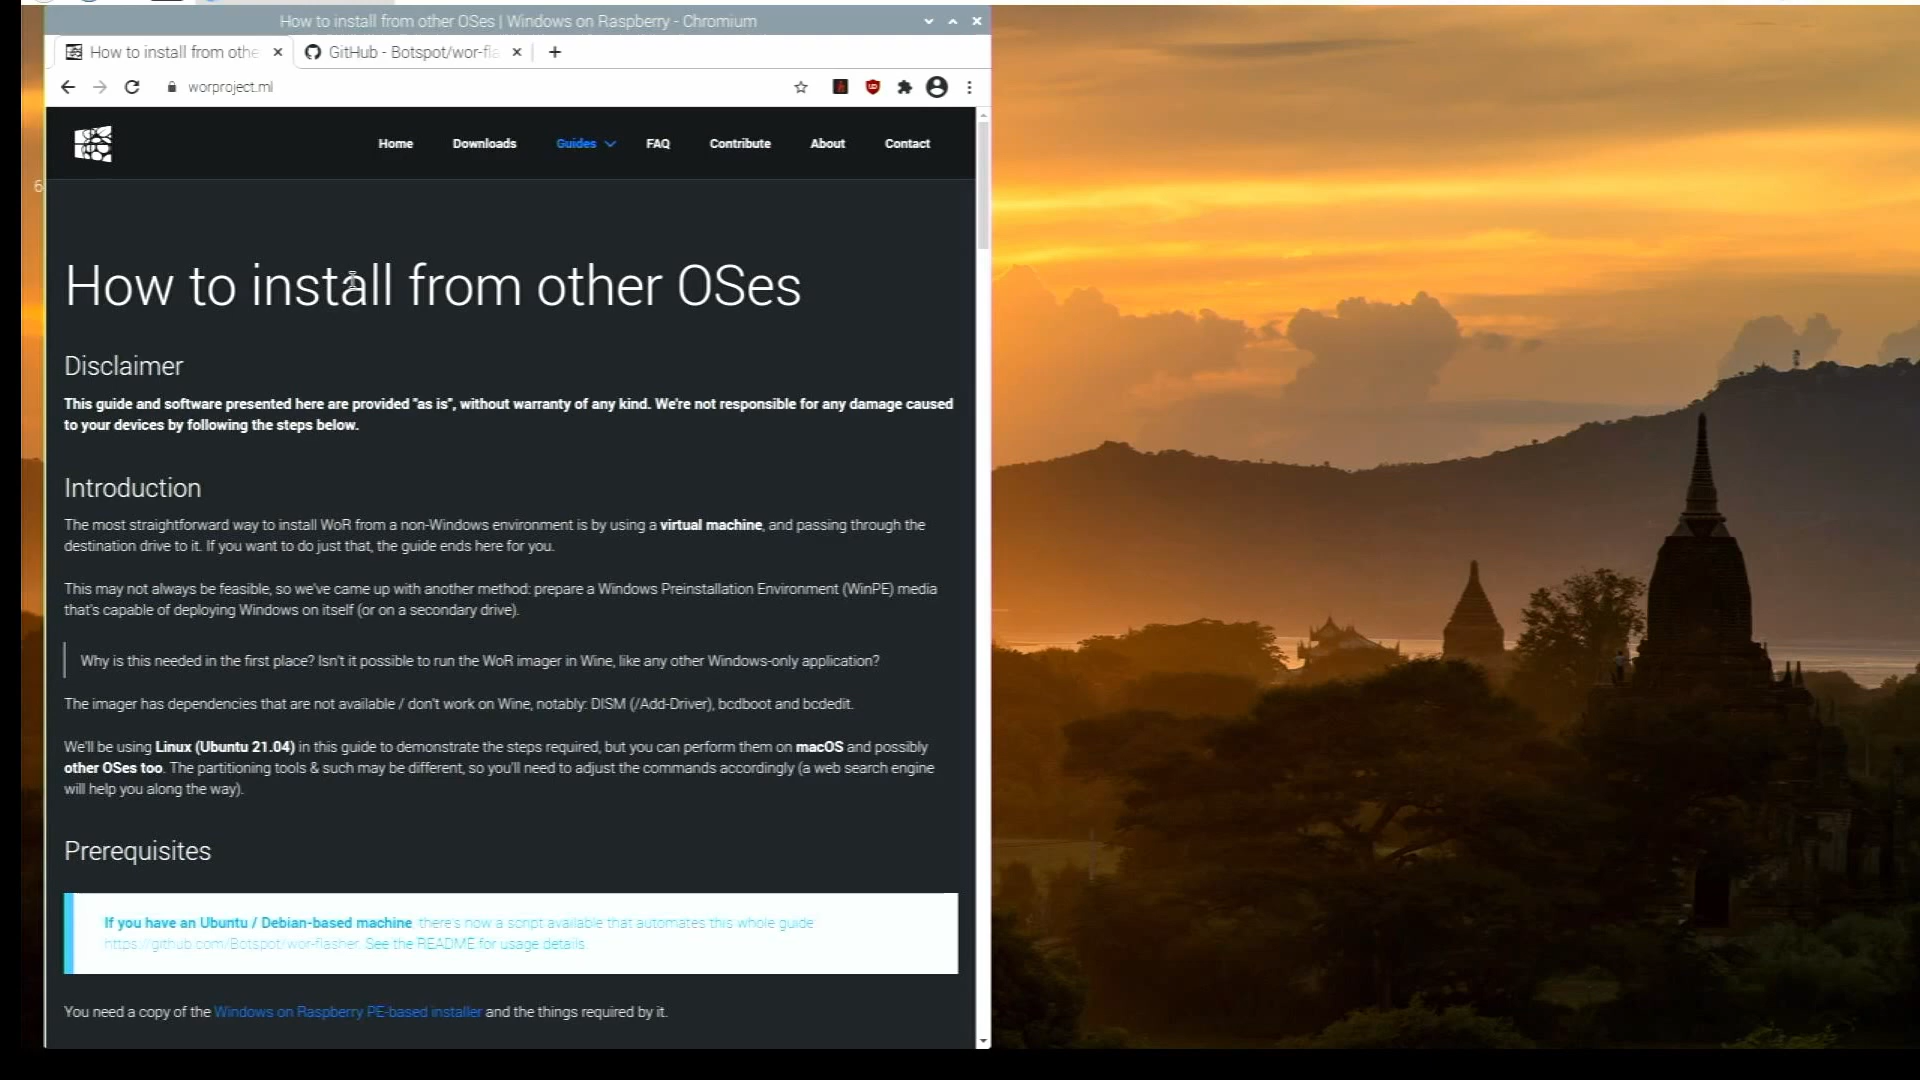 How to install from other OSes | Windows on Raspberry - Chromium
How to install from othe
GitHub - Botspot/wor-fla
worproject.ml
Home Downloads Guides FAQ Contribute About Contact
6
How to install from other OSes
Disclaimer
This guide and software presented here are provided "as is", without warranty of any kind. We're not responsible for any damage caused
to your devices by following the steps below.
Introduction
The most straightforward way to install WoR from a non-Windows environment is by using a virtual machine, and passing through the
destination drive to it. If you want to do just that, the guide ends here for you.
This may not always be feasible, so we've came up with another method: prepare a Windows Preinstallation Environment (WinPE) media
that's capable of deploying Windows on itself (or on a secondary drive).
Why is this needed in the first place? Isn't it possible to run the WoR imager in Wine, like any other Windows-only application?
The imager has dependencies that are not available / don't work on Wine, notably: DISM (/Add-Driver), bcdboot and bcdedit.
We'll be using Linux (Ubuntu 21.04) in this guide to demonstrate the steps required, but you can perform them on macOS and possibly
other OSes too. The partitioning tools & such may be different, so you'll need to adjust the commands accordingly (a web search engine
will help you along the way).
Prerequisites
If you have an Ubuntu / Debian-based machine, there's now a script available that automates this whole guide
https://github.com/Botspot/wor-flasher. See the README for usage details.
You need a copy of the Windows on Raspberry PE-based installer and the things required by it.